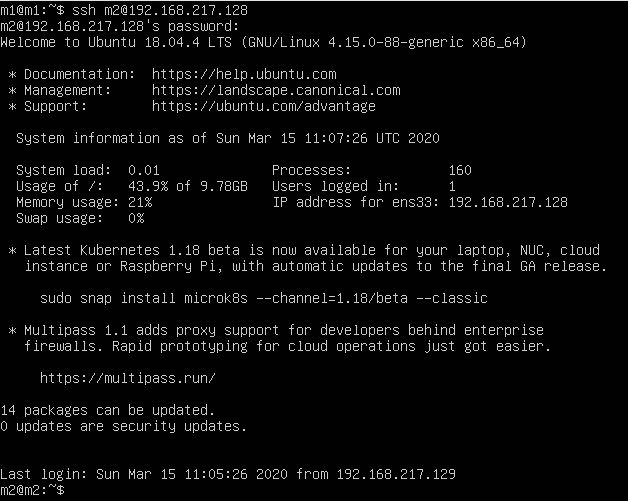 m1@m1:~$ ssh m2@192.168.217.128
m2@192.168.217.128's password:
Welcome to Ubuntu 18.04.4 LTS (GNU/Linux 4.15.0-88-generic x86_64)
* Documentation:  https://help.ubuntu.com
* Management:     https://landscape.canonical.com
* Support:        https://ubuntu.com/advantage
System information as of Sun Mar 15 11:07:26 UTC 2020
System load:  0.01               Processes:            160
Usage of /:   43.9% of 9.78GB   Users logged in:      1
Memory usage: 21%                IP address for ens33: 192.168.217.128
Swap usage:   0%
* Latest Kubernetes 1.18 beta is now available for your laptop, NUC, cloud
instance or Raspberry Pi, with automatic updates to the final GA release.
sudo snap install microk8s --channel=1.18/beta --classic
* Multipass 1.1 adds proxy support for developers behind enterprise
firewalls. Rapid prototyping for cloud operations just got easier.
https://multipass.run/
14 packages can be updated.
0 updates are security updates.
Last login: Sun Mar 15 11:05:26 2020 from 192.168.217.129
m2@m2:~$